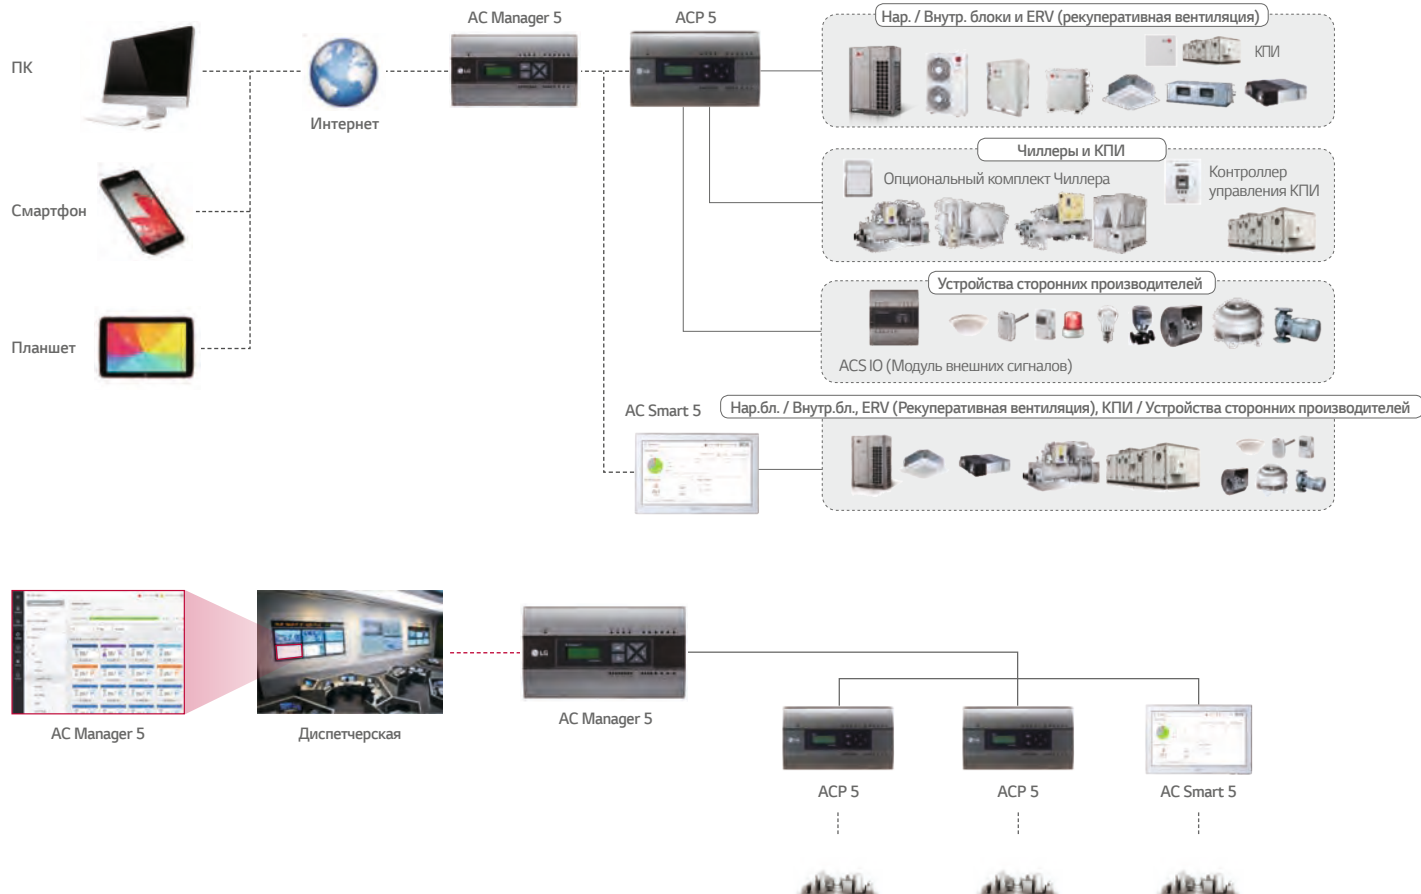 AC Manager 5
ACP 5
Нар. / Внутр. блоки и ERV (рекуперативная вентиляция)
ПК
КПИ
LG
Интернет
Чиллеры и КПИ
Опциональный комплект Чиллера
Контроллер
управления КПИ
Смартфон
Устройства сторонних производителей
Планшет
ACS IO (Модуль внешних сигналов)
AC Smart 5
Нар.бл. / Внутр.бл., ERV (Рекуперативная вентиляция), КПИ / Устройства сторонних производителей
LG
AC Manager 5
Диспетчерская
AC Manager 5
ACP 5
ACP 5
AC Smart 5